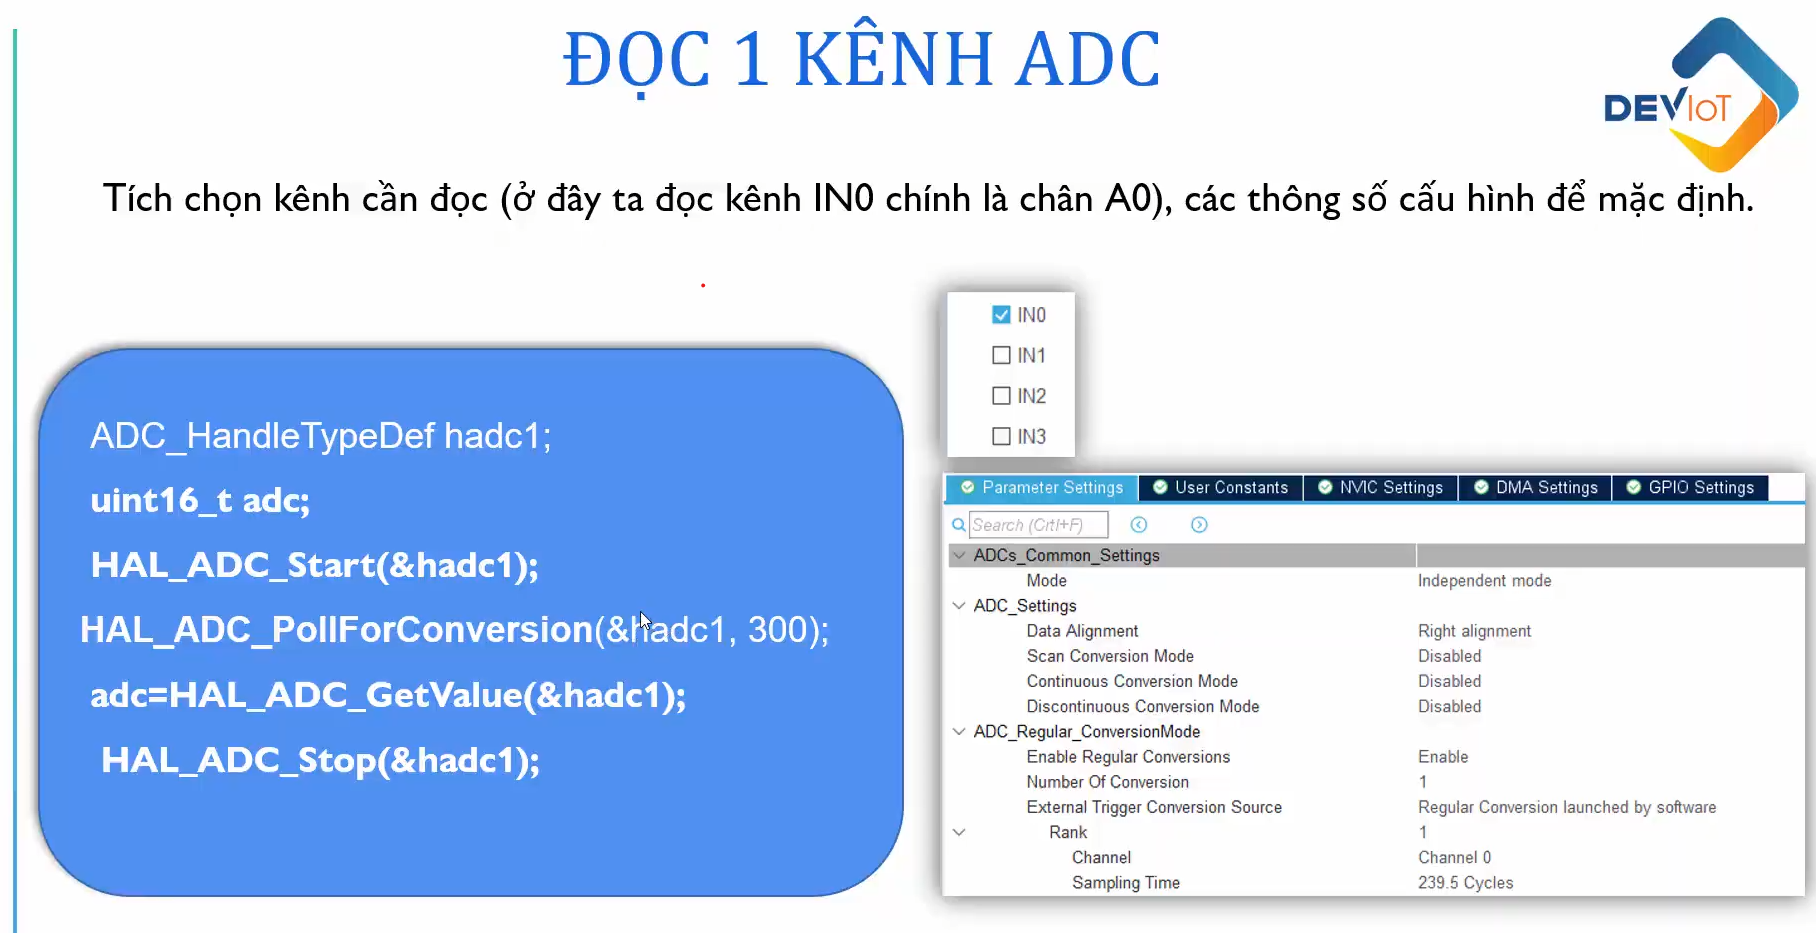 ĐỌC 1 KÊNH ADC
DEVIoT
Tích chọn kênh cần đọc (ở đây ta đọc kênh IN0 chính là chân A0), các thông số cấu hình để mặc định.
IN0
IN1
IN2
IN3
ADC_HandleTypeDef hadc1;
uint16_t adc;
HAL_ADC_Start(&hadc1);
HAL_ADC_PollForConversion(&hadc1, 300);
adc=HAL_ADC_GetValue(&hadc1);
HAL_ADC_Stop(&hadc1);
Parameter Settings User Constants NVIC Settings DMA Settings GPIO Settings
Search (Crtl+F)
ADCs_Common_Settings
Mode Independent mode
ADC_Settings
Data Alignment Right alignment
Scan Conversion Mode Disabled
Continuous Conversion Mode Disabled
Discontinuous Conversion Mode Disabled
ADC_Regular_ConversionMode
Enable Regular Conversions Enable
Number Of Conversion 1
External Trigger Conversion Source Regular Conversion launched by software
Rank 1
Channel Channel 0
Sampling Time 239.5 Cycles